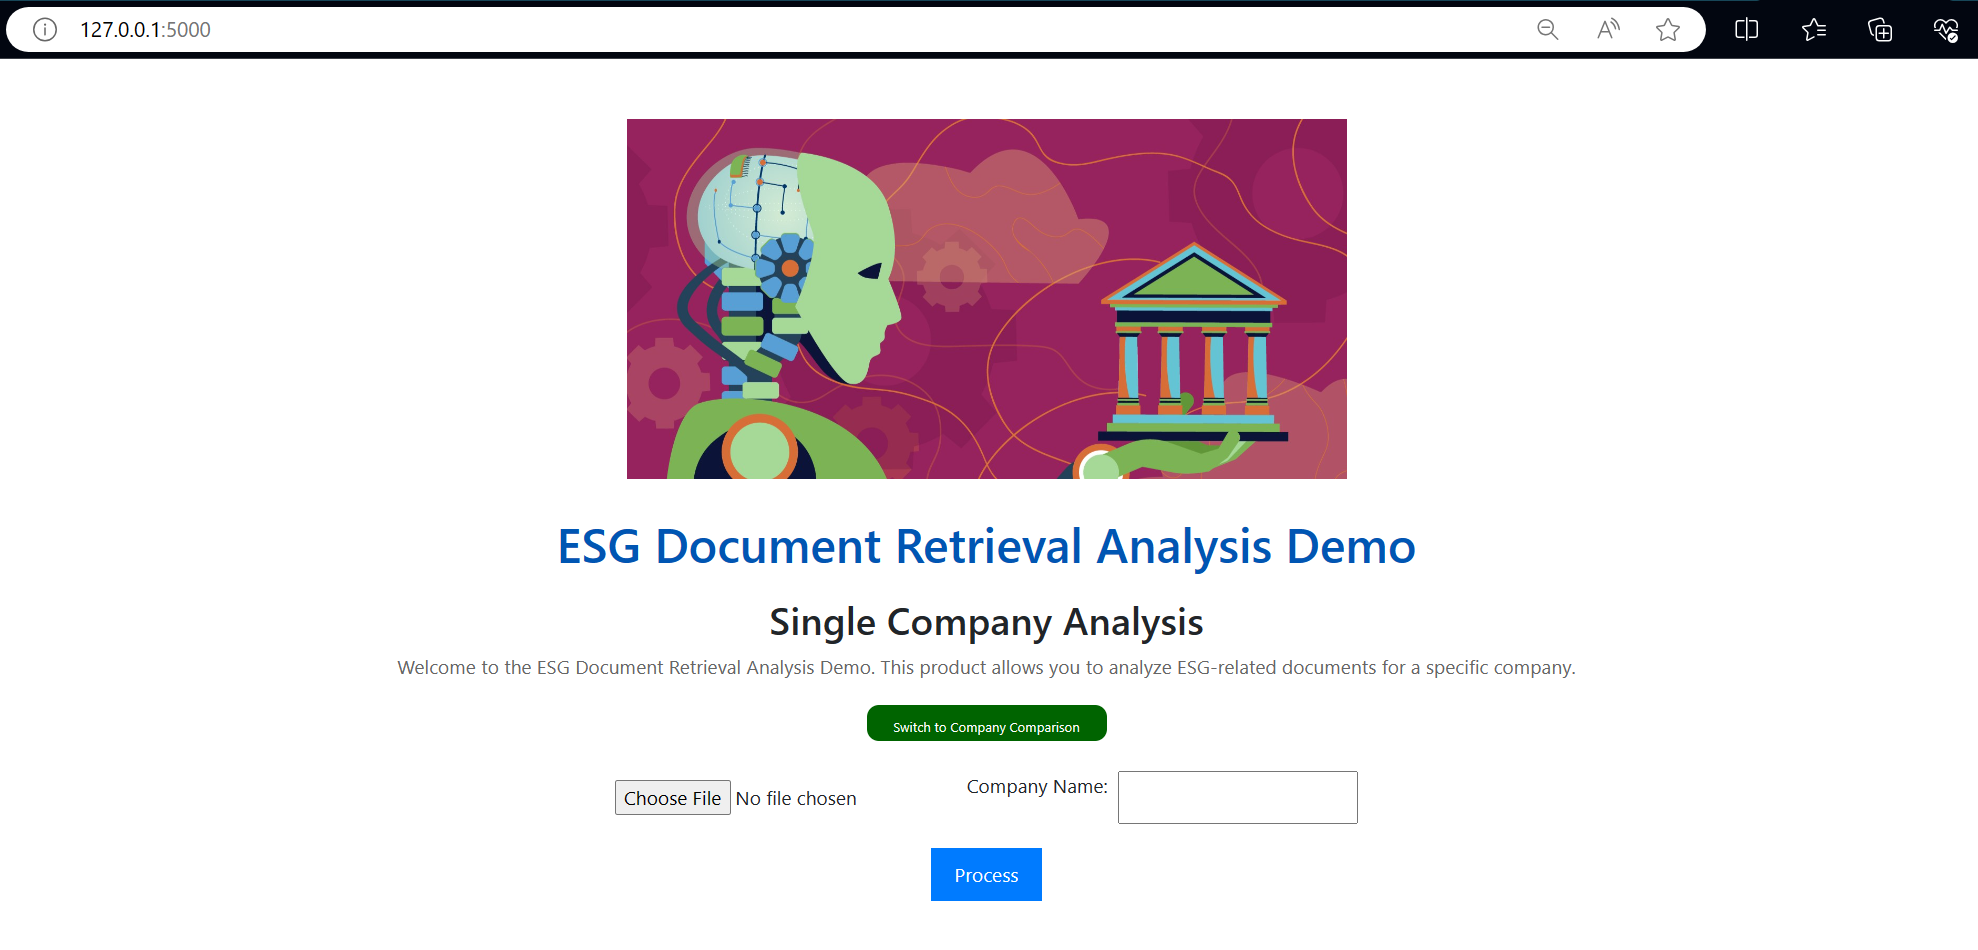 127.0.0.1:5000
ESG Document Retrieval Analysis Demo
Single Company Analysis
Welcome to the ESG Document Retrieval Analysis Demo. This product allows you to analyze ESG-related documents for a specific company.
Switch to Company Comparison
Choose File No file chosen Company Name:
Process